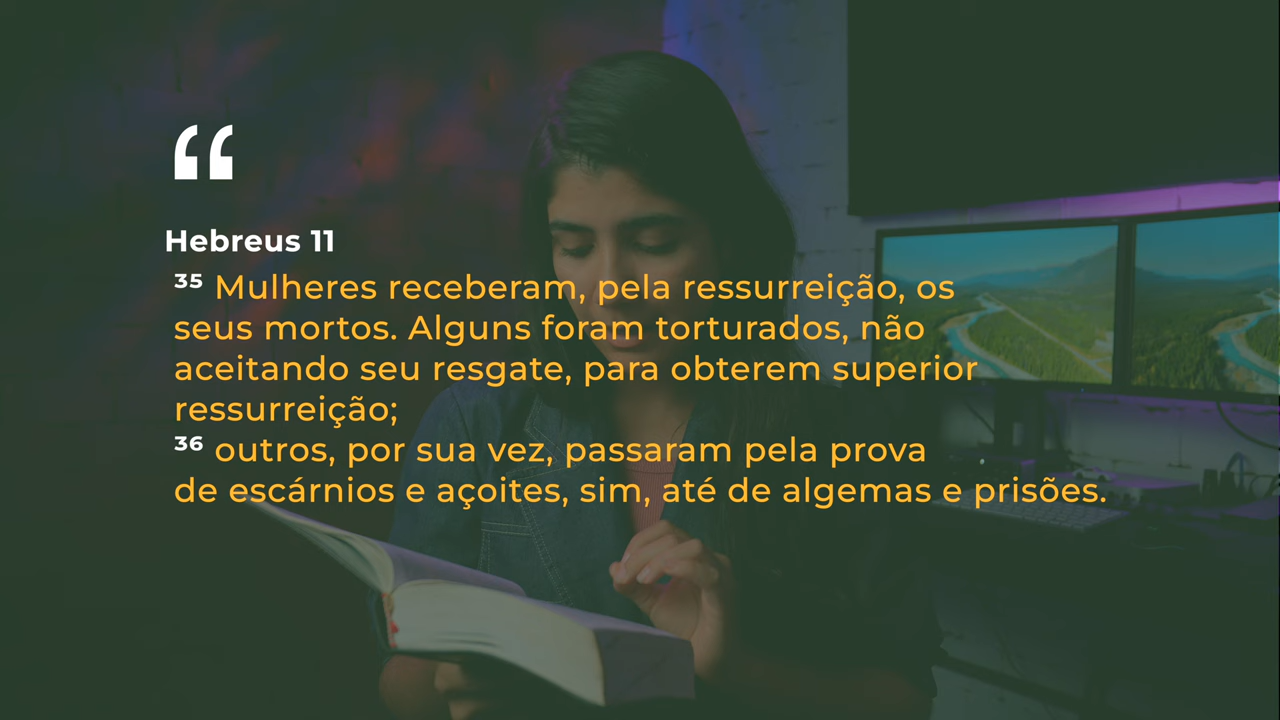 “
Hebreus 11
35 Mulheres receberam, pela ressurreição, os
seus mortos. Alguns foram torturados, não
aceitando seu resgate, para obterem superior
ressurreição;
36 outros, por sua vez, passaram pela prova
de escárnios e açoites, sim, até de algemas e prisões.